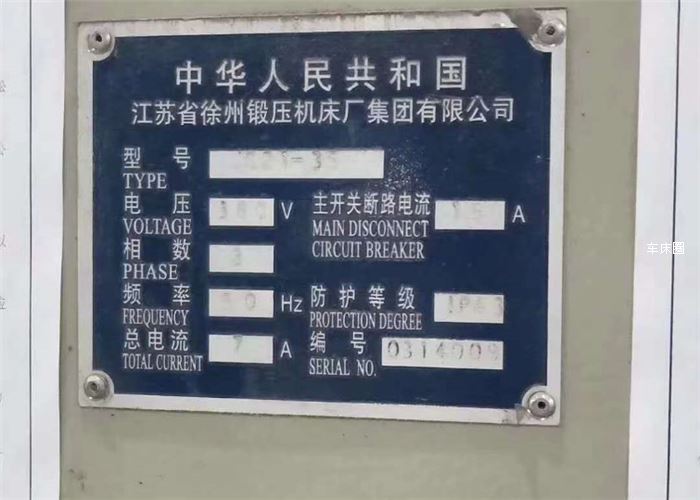 中华人民共和国
江苏省徐州锻压机床厂集团有限公司
型 号
TYPE
电 压 380 V
VOLTAGE
主开关断路电流 A
MAIN DISCONNECT
CIRCUIT BREAKER
相 数 3
PHASE
频 率 50 Hz
FREQUENCY
防护等级
PROTECTION DEGREE
总电流 7 A
TOTAL CURRENT
编 号 0314009
SERIAL NO.
车床圈